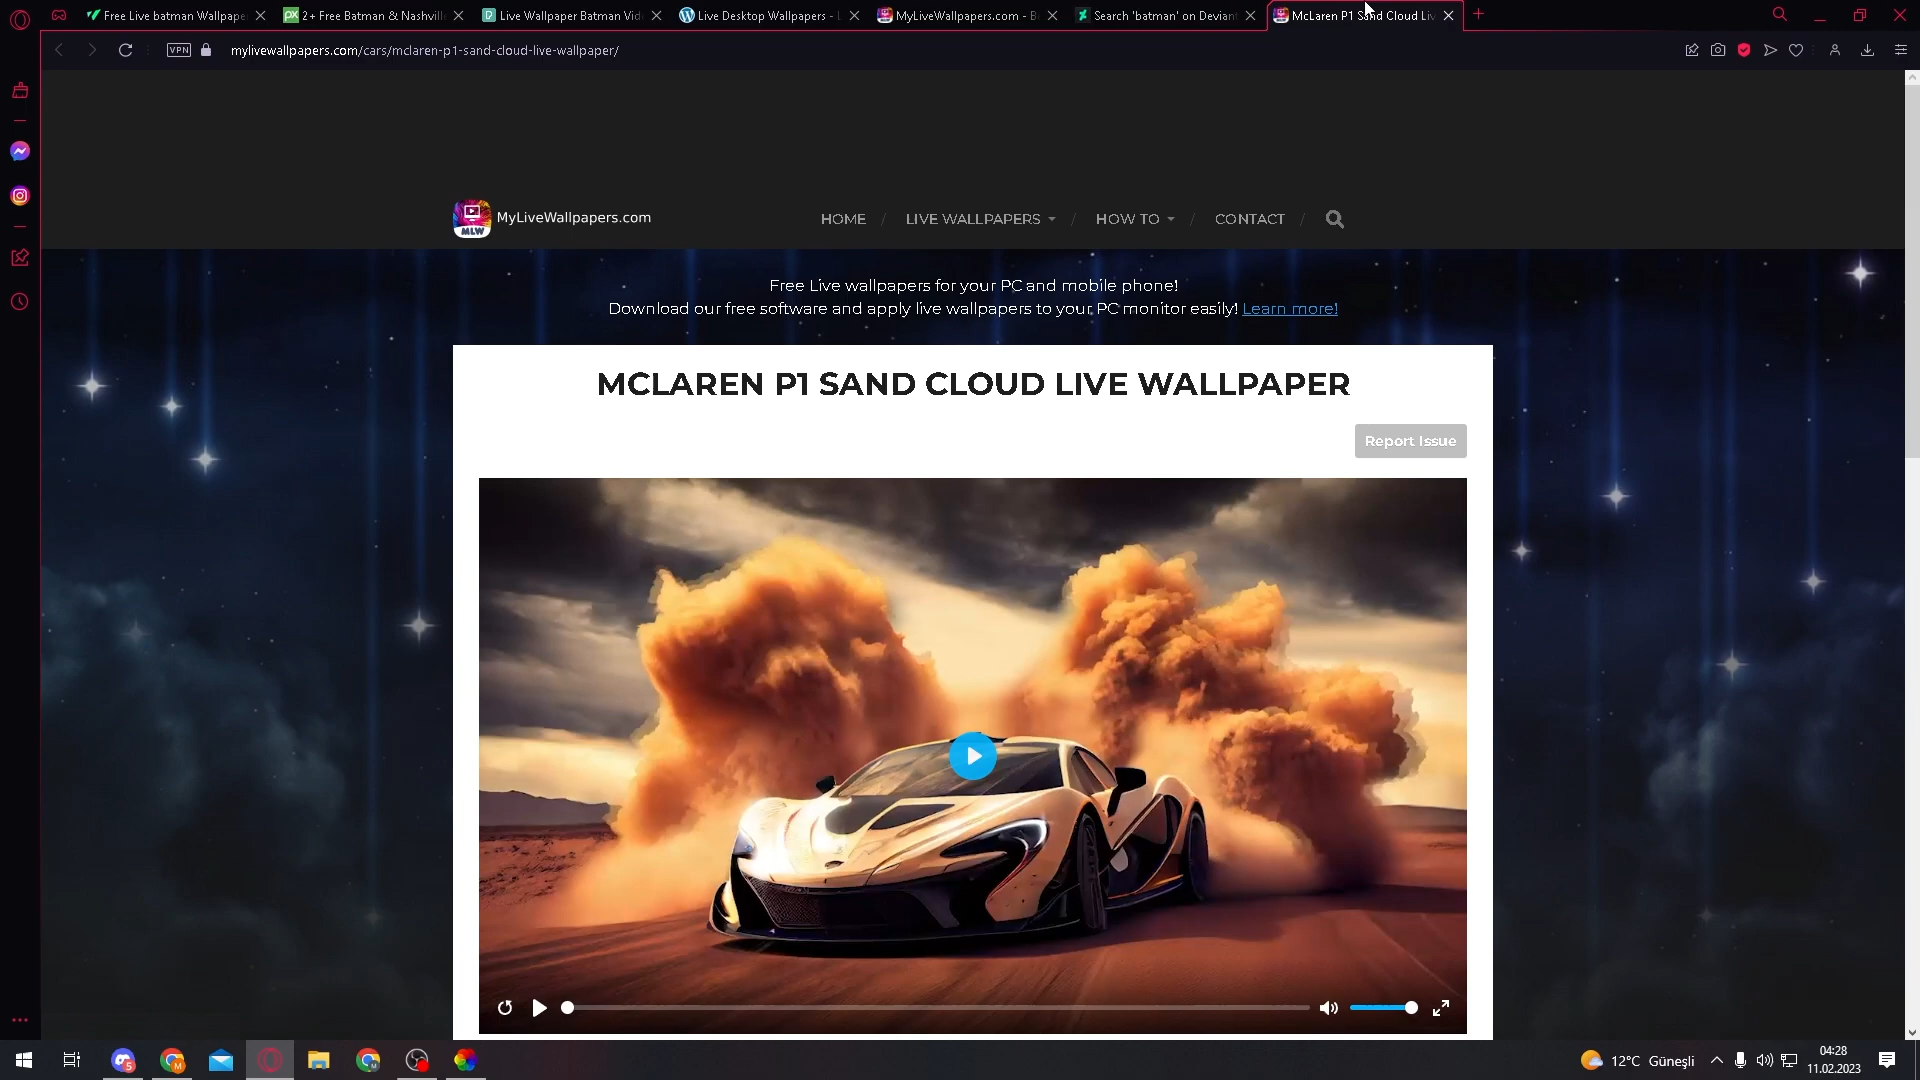 Free Live batman Wallpape
2+ Free Batman & Nashvill
Live Wallpaper Batman Vid
Live Desktop Wallpapers - L
MyLiveWallpapers.com - B
Search 'batman' on Deviant
McLaren P1 Sand Cloud Liv
VPN
mylivewallpapers.com/cars/mclaren-p1-sand-cloud-live-wallpaper/
MLW
MyLiveWallpapers.com
HOME / LIVE WALLPAPERS / HOW TO / CONTACT /
Free Live wallpapers for your PC and mobile phone!
Download our free software and apply live wallpapers to your PC monitor easily! Learn more!
MCLAREN P1 SAND CLOUD LIVE WALLPAPER
Report Issue
5
M
12°C Güneşli
04:28
11.02.2023